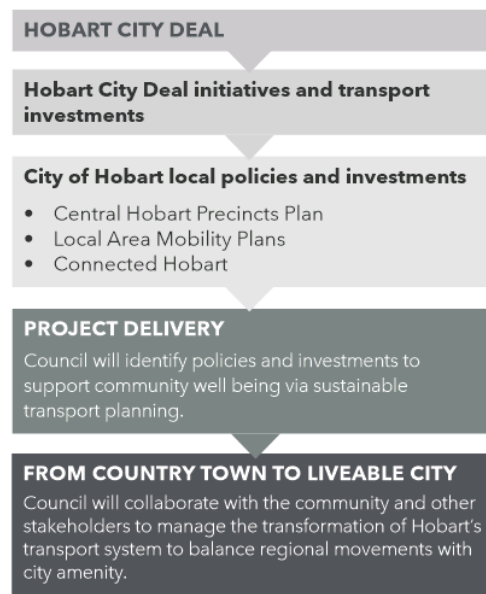 HOBART CITY DEAL
Hobart City Deal initiatives and transport
investments
City of Hobart local policies and investments
• Central Hobart Precincts Plan
• Local Area Mobility Plans
• Connected Hobart
PROJECT DELIVERY
Council will identify policies and investments to
support community well being via sustainable
transport planning.
FROM COUNTRY TOWN TO LIVEABLE CITY
Council will collaborate with the community and other
stakeholders to manage the transformation of Hobart’s
transport system to balance regional movements with
city amenity.